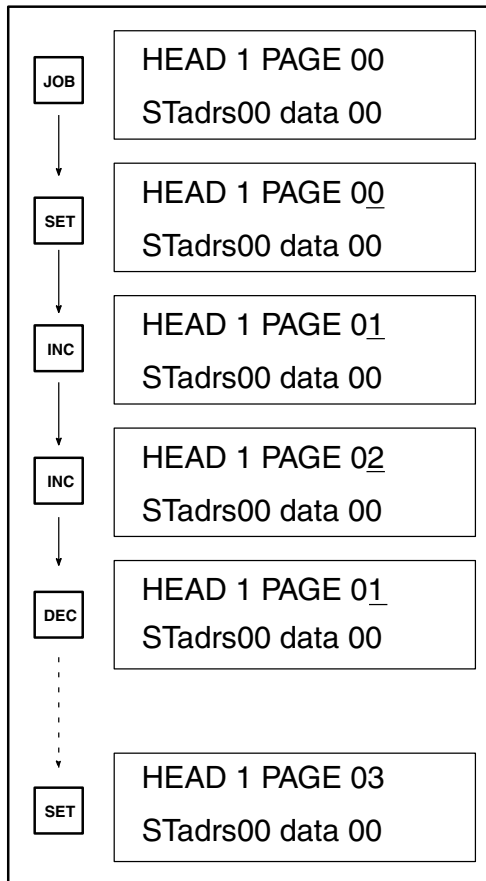 JOB
HEAD 1 PAGE 00
STadrs00 data 00
SET
HEAD 1 PAGE 00
STadrs00 data 00
INC
HEAD 1 PAGE 01
STadrs00 data 00
INC
HEAD 1 PAGE 02
STadrs00 data 00
DEC
HEAD 1 PAGE 01
STadrs00 data 00
SET
HEAD 1 PAGE 03
STadrs00 data 00